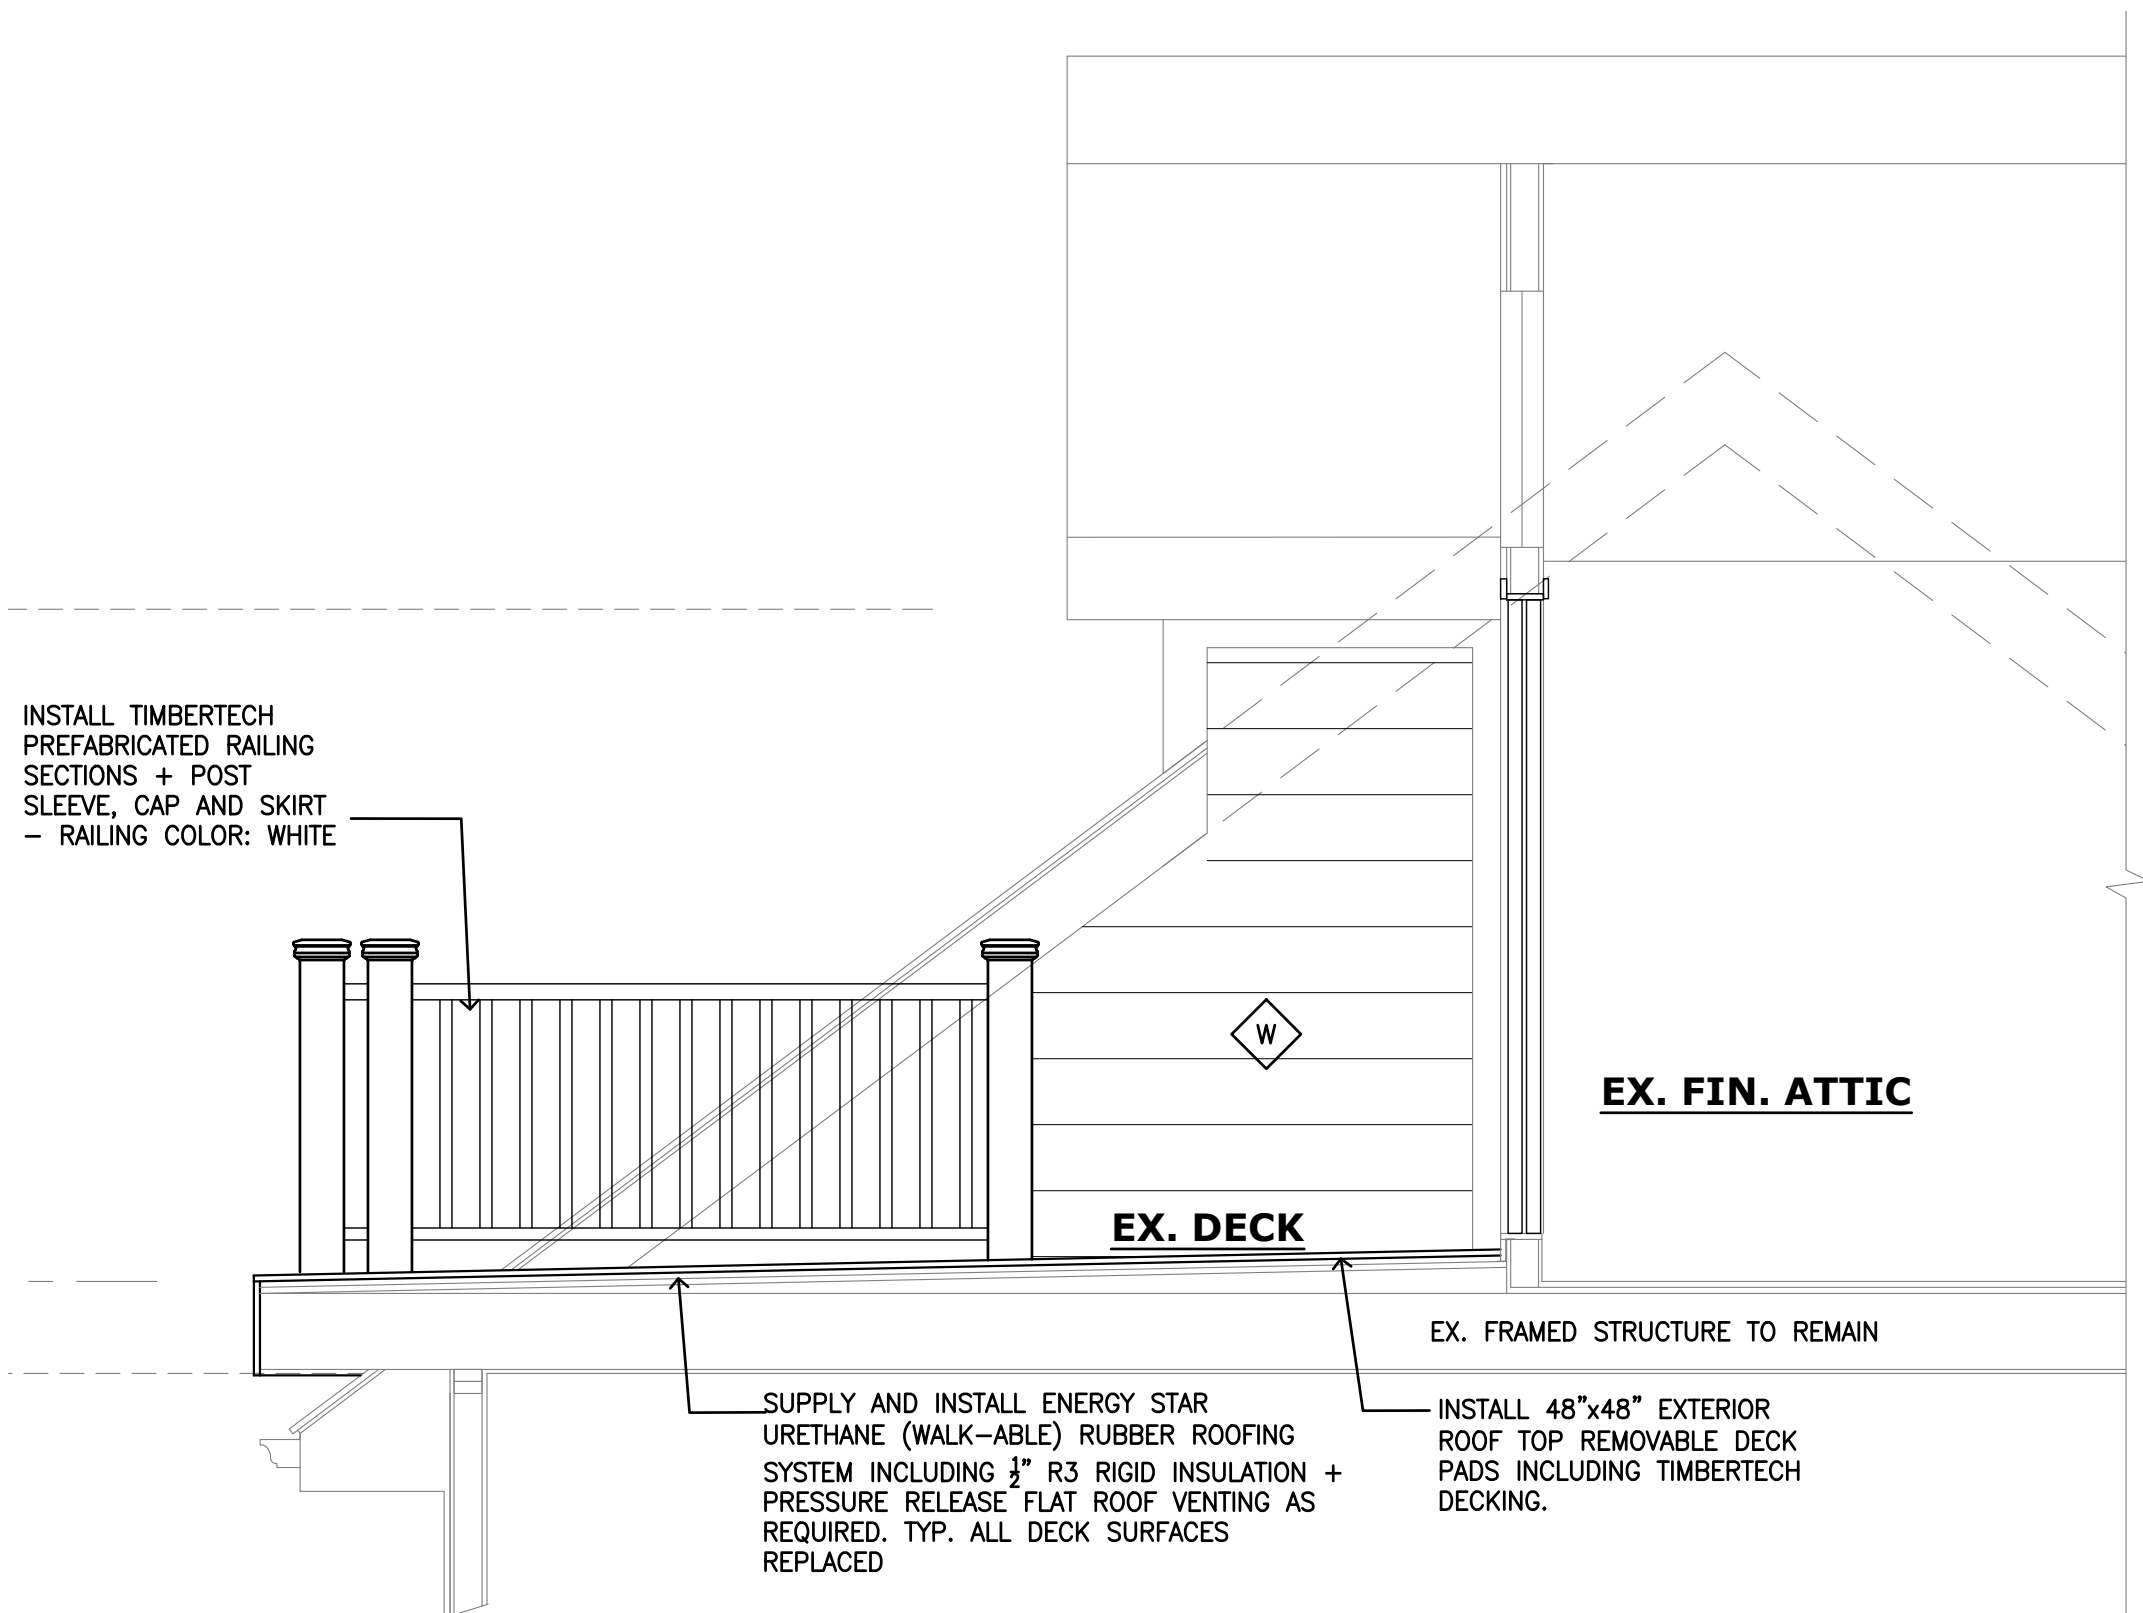 INSTALL TIMBERTECH
PREFABRICATED RAILING
SECTIONS + POST
SLEEVE, CAP AND SKIRT
– RAILING COLOR: WHITE
W
EX. FIN. ATTIC
EX. DECK
EX. FRAMED STRUCTURE TO REMAIN
SUPPLY AND INSTALL ENERGY STAR
URETHANE (WALK–ABLE) RUBBER ROOFING
SYSTEM INCLUDING ½” R3 RIGID INSULATION +
PRESSURE RELEASE FLAT ROOF VENTING AS
REQUIRED. TYP. ALL DECK SURFACES
REPLACED
INSTALL 48”x48” EXTERIOR
ROOF TOP REMOVABLE DECK
PADS INCLUDING TIMBERTECH
DECKING.